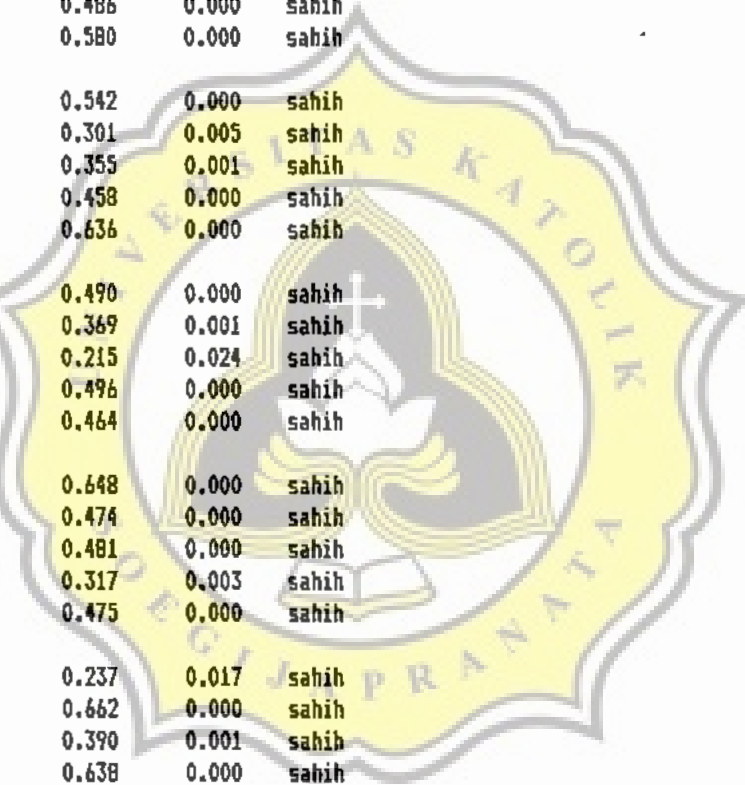 0.486 0.000 sahih
0.580 0.000 sahih
0.542 0.000 sahih
0.301 0.005 sahih
0.355 0.001 sahih
0.458 0.000 sahih
0.636 0.000 sahih
0.490 0.000 sahih
0.369 0.001 sahih
0.215 0.024 sahih
0.496 0.000 sahih
0.464 0.000 sahih
0.648 0.000 sahih
0.474 0.000 sahih
0.481 0.000 sahih
0.317 0.003 sahih
0.475 0.000 sahih
0.237 0.017 sahih
0.662 0.000 sahih
0.390 0.001 sahih
0.638 0.000 sahih
UNIVERSITAS KATOLIK
SOEGIJAPRANATA